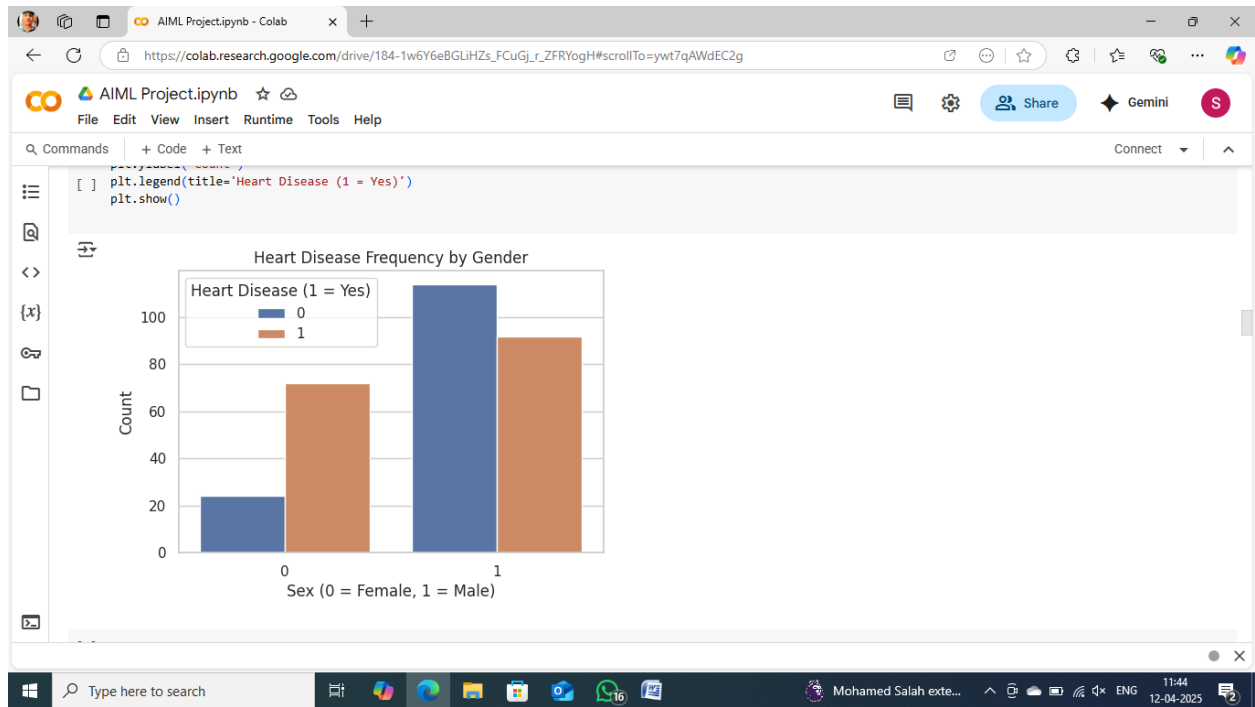 AIML Project.ipynb - Colab
https://colab.research.google.com/drive/184-1w6Y6eBGLiHZs_FCuGj_r_ZFRYogH#scrollTo=ywt7qAWdEC2g
AIML Project.ipynb
File Edit View Insert Runtime Tools Help
Share
Gemini
S
Commands + Code + Text
Connect
[ ] plt.legend(title='Heart Disease (1 = Yes)')
plt.show()
Heart Disease Frequency by Gender
Heart Disease (1 = Yes)
0
1
100
80
60
40
20
0
Count
0 1
Sex (0 = Female, 1 = Male)
Type here to search
16
Mohamed Salah exte...
ENG
11:44
12-04-2025
2